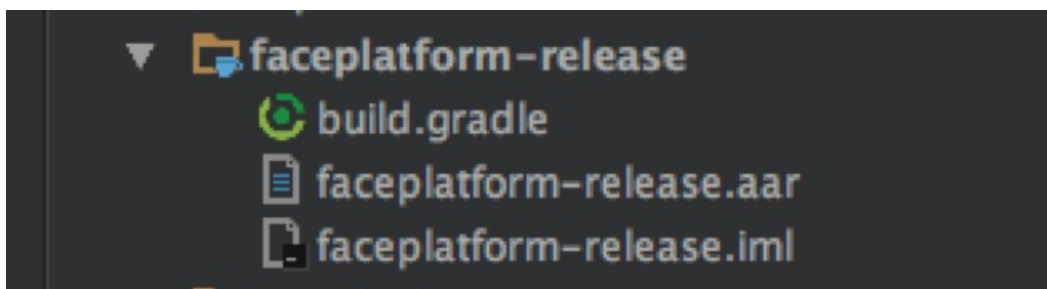 faceplatform-release
build.gradle
faceplatform-release.aar
faceplatform-release.iml